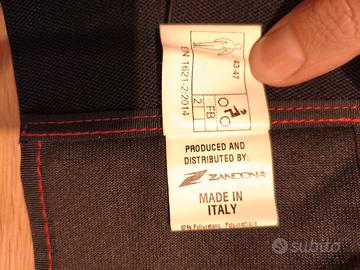 43-47
EN 1621-2:2014
FB
2
PRODUCED AND
DISTRIBUTED BY:
ZANDONA
MADE IN
ITALY
subito